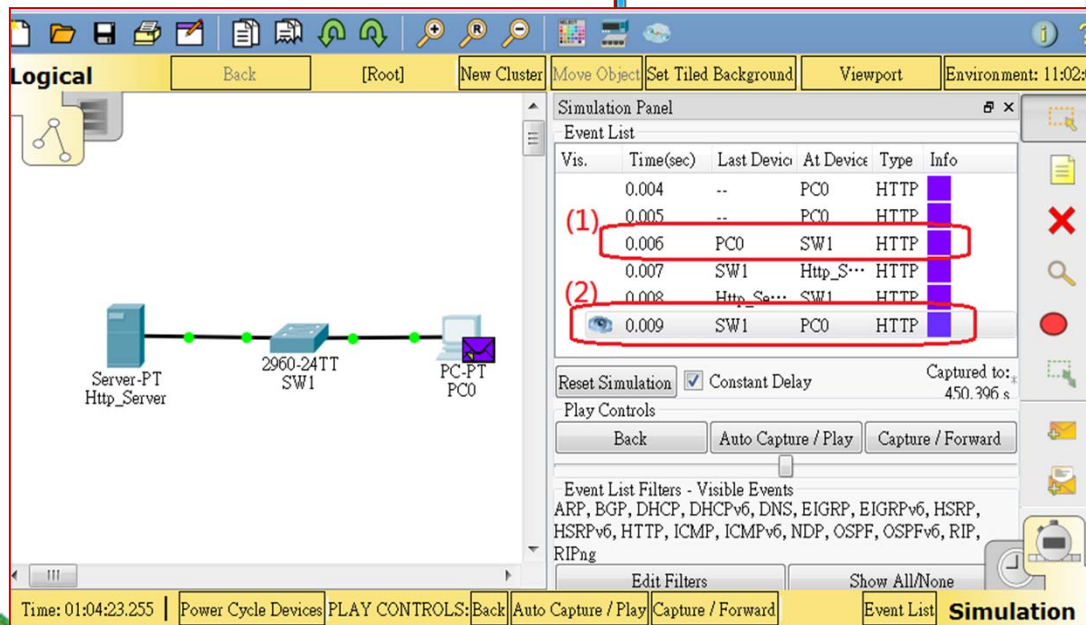 Logical
Back
[Root]
New Cluster
Move Object
Set Tiled Background
Viewport
Environment: 11:02:
Server-PT
Http_Server
2960-24TT
SW1
PC-PT
PC0
Simulation Panel
Event List
Vis. Time(sec) Last Devic At Device Type Info
0.004 -- PC0 HTTP
(1)
0.005 -- PC0 HTTP
0.006 PC0 SW1 HTTP
0.007 SW1 Http_S··· HTTP
(2)
0.008 Http_Se··· SW1 HTTP
0.009 SW1 PC0 HTTP
Reset Simulation
Constant Delay
Captured to:
450.396 s
Play Controls
Back
Auto Capture / Play
Capture / Forward
Event List Filters - Visible Events
ARP, BGP, DHCP, DHCPv6, DNS, EIGRP, EIGRPv6, HSRP,
HSRPv6, HTTP, ICMP, ICMPv6, NDP, OSPF, OSPFv6, RIP,
RIPng
Edit Filters
Show All/None
Time: 01:04:23.255
Power Cycle Devices
PLAY CONTROLS:
Back
Auto Capture / Play
Capture / Forward
Event List
Simulation